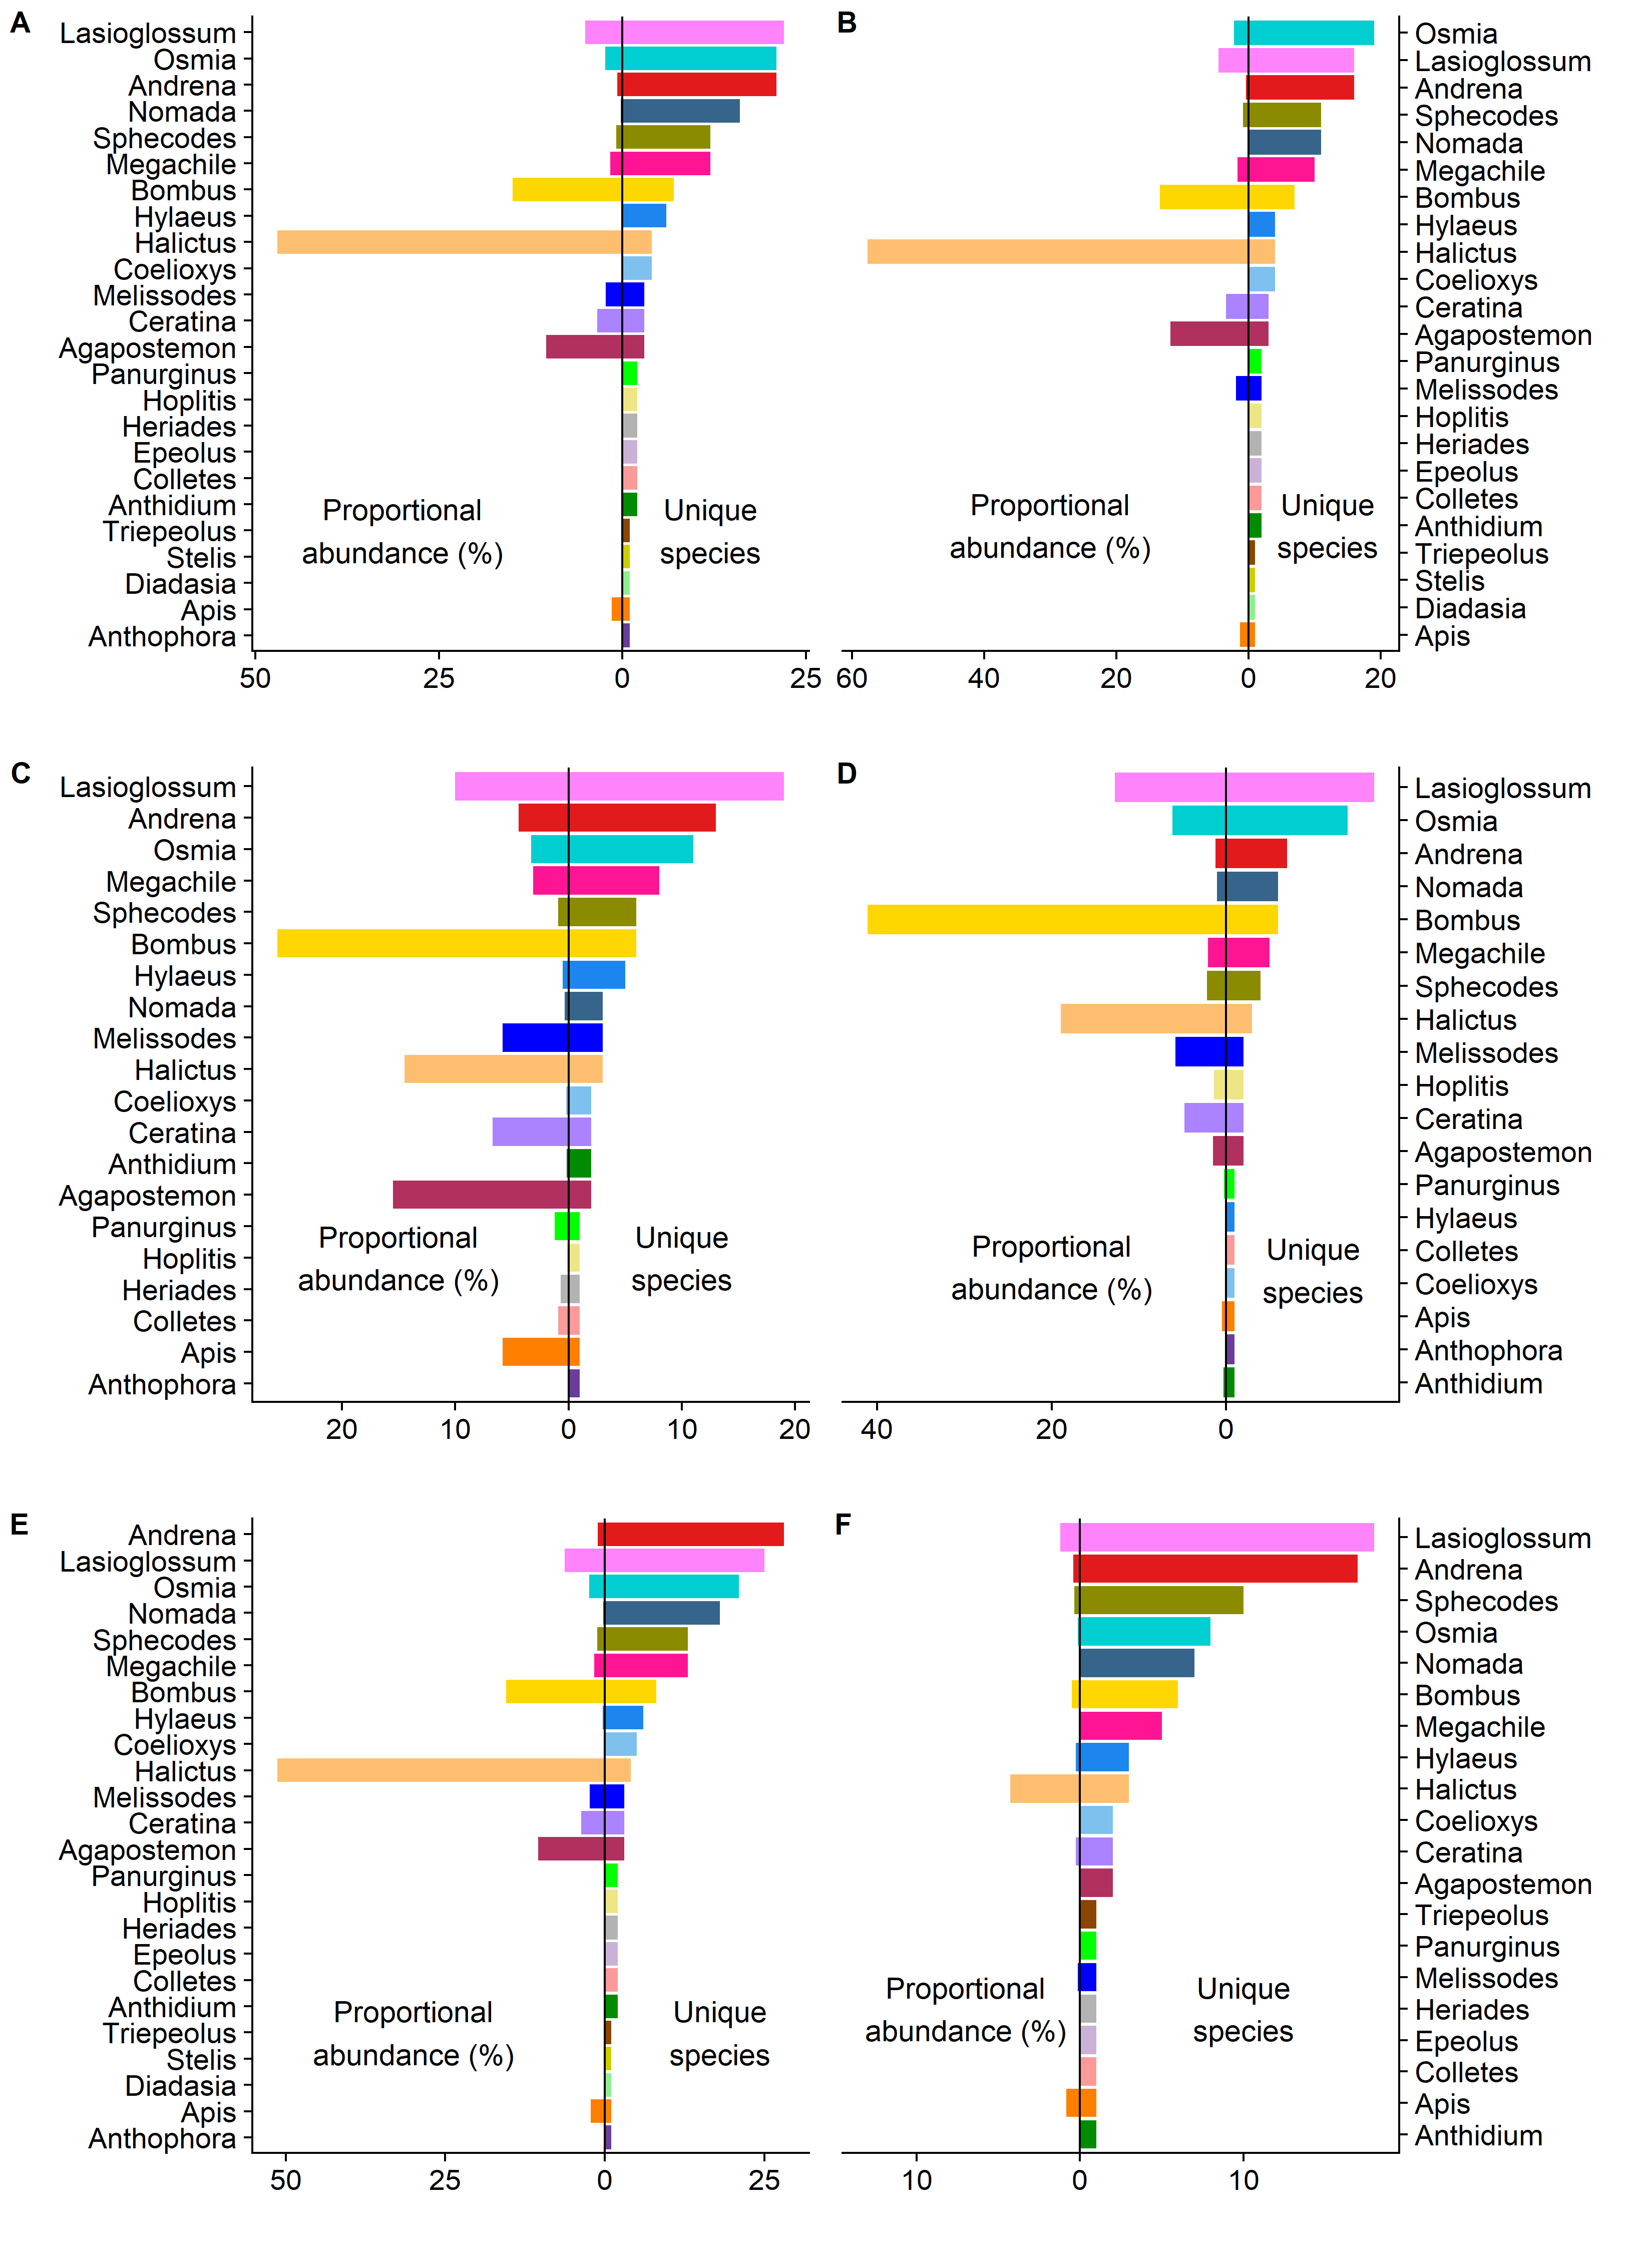 A
Lasioglossum
Osmia
Andrena
Nomada
Sphecodes
Megachile
Bombus
Hylaeus
Halictus
Coelioxys
Melissodes
Ceratina
Agapostemon
Panurginus
Hoplitis
Heriades
Epeolus
Colletes
Anthidium
Triepeolus
Stelis
Diadasia
Apis
Anthophora
Proportional
abundance (%)
Unique
species
50 25 0 25
B
Osmia
Lasioglossum
Andrena
Sphecodes
Nomada
Megachile
Bombus
Hylaeus
Halictus
Coelioxys
Ceratina
Agapostemon
Panurginus
Melissodes
Hoplitis
Heriades
Epeolus
Colletes
Anthidium
Triepeolus
Stelis
Diadasia
Apis
Proportional
abundance (%)
Unique
species
60 40 20 0 20
C
Lasioglossum
Andrena
Osmia
Megachile
Sphecodes
Bombus
Hylaeus
Nomada
Melissodes
Halictus
Coelioxys
Ceratina
Anthidium
Agapostemon
Panurginus
Hoplitis
Heriades
Colletes
Apis
Anthophora
Proportional
abundance (%)
Unique
species
20 10 0 10 20
D
Lasioglossum
Osmia
Andrena
Nomada
Bombus
Megachile
Sphecodes
Halictus
Melissodes
Hoplitis
Ceratina
Agapostemon
Panurginus
Hylaeus
Colletes
Coelioxys
Apis
Anthophora
Anthidium
Proportional
abundance (%)
Unique
species
40 20 0
E
Andrena
Lasioglossum
Osmia
Nomada
Sphecodes
Megachile
Bombus
Hylaeus
Coelioxys
Halictus
Melissodes
Ceratina
Agapostemon
Panurginus
Hoplitis
Heriades
Epeolus
Colletes
Anthidium
Triepeolus
Stelis
Diadasia
Apis
Anthophora
Proportional
abundance (%)
Unique
species
50 25 0 25
F
Lasioglossum
Andrena
Sphecodes
Osmia
Nomada
Bombus
Megachile
Hylaeus
Halictus
Coelioxys
Ceratina
Agapostemon
Triepeolus
Panurginus
Melissodes
Heriades
Epeolus
Colletes
Apis
Anthidium
Proportional
abundance (%)
Unique
species
10 0 10